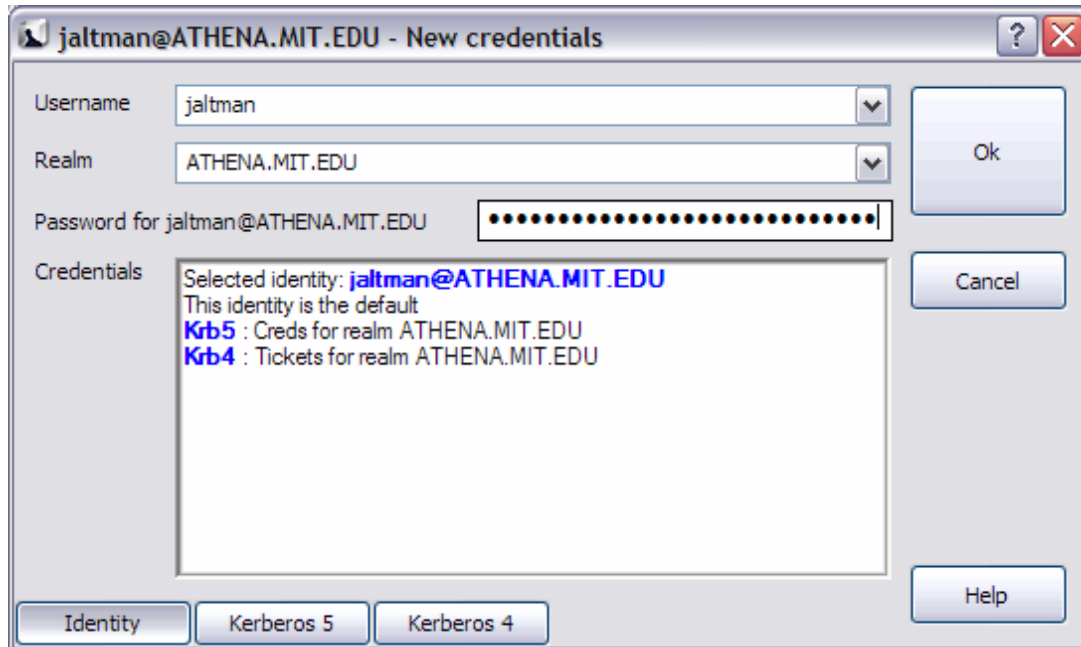 jaltman@ATHENA.MIT.EDU - New credentials
Username jaltman
Ok
Realm ATHENA.MIT.EDU
Password for jaltman@ATHENA.MIT.EDU ••••••••••••••••••••••••••••
Credentials
Selected identity: jaltman@ATHENA.MIT.EDU
This identity is the default
Krb5 : Creds for realm ATHENA.MIT.EDU
Krb4 : Tickets for realm ATHENA.MIT.EDU
Cancel
Help
Identity Kerberos 5 Kerberos 4